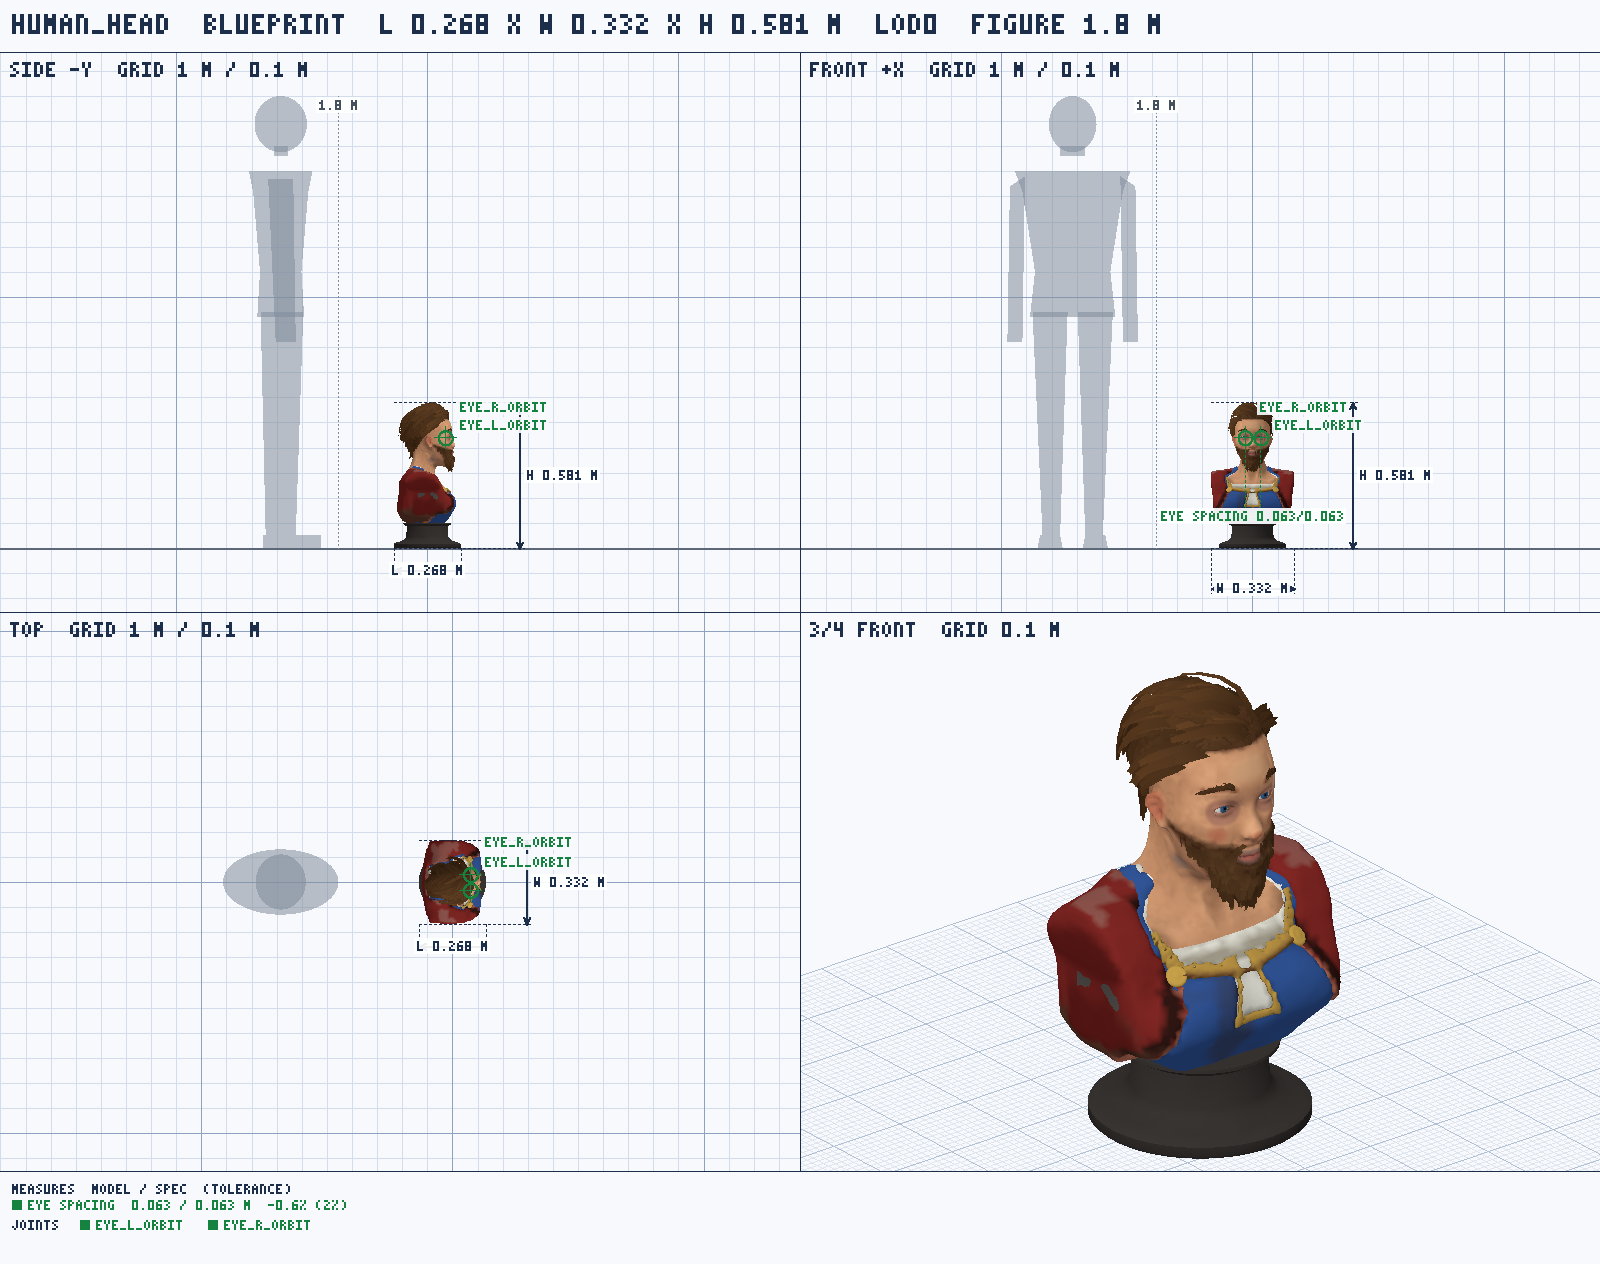 HUMAN_HEAD BLUEPRINT L 0.268 X W 0.332 X H 0.581 M LOD0 FIGURE 1.8 M
SIDE -Y GRID 1 M / 0.1 M
1.8 M
EYE_R_ORBIT
EYE_L_ORBIT
H 0.581 M
L 0.268 M
FRONT +X GRID 1 M / 0.1 M
1.8 M
EYE_R_ORBIT
EYE_L_ORBIT
H 0.581 M
EYE SPACING 0.063/0.063
W 0.332 M
TOP GRID 1 M / 0.1 M
EYE_R_ORBIT
EYE_L_ORBIT
W 0.332 M
L 0.268 M
3/4 FRONT GRID 0.1 M
MEASURES MODEL / SPEC (TOLERANCE)
EYE SPACING 0.063 / 0.063 M -0.6% (2%)
JOINTS EYE_L_ORBIT EYE_R_ORBIT